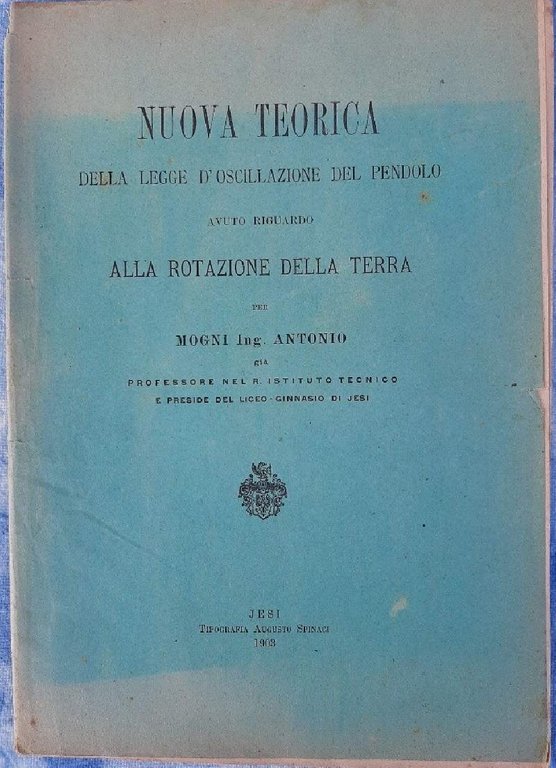 NUOVA TEORICA
DELLA LEGGE D'OSCILLAZIONE DEL PENDOLO
AVUTO RIGUARDO
ALLA ROTAZIONE DELLA TERRA
PER
MOGNI Ing. ANTONIO
già
PROFESSORE NEL R. ISTITUTO TECNICO
E PRESIDE DEL LICEO-GINNASIO DI JESI
JESI
TIPOGRAFIA AUGUSTO SPINACI
1903